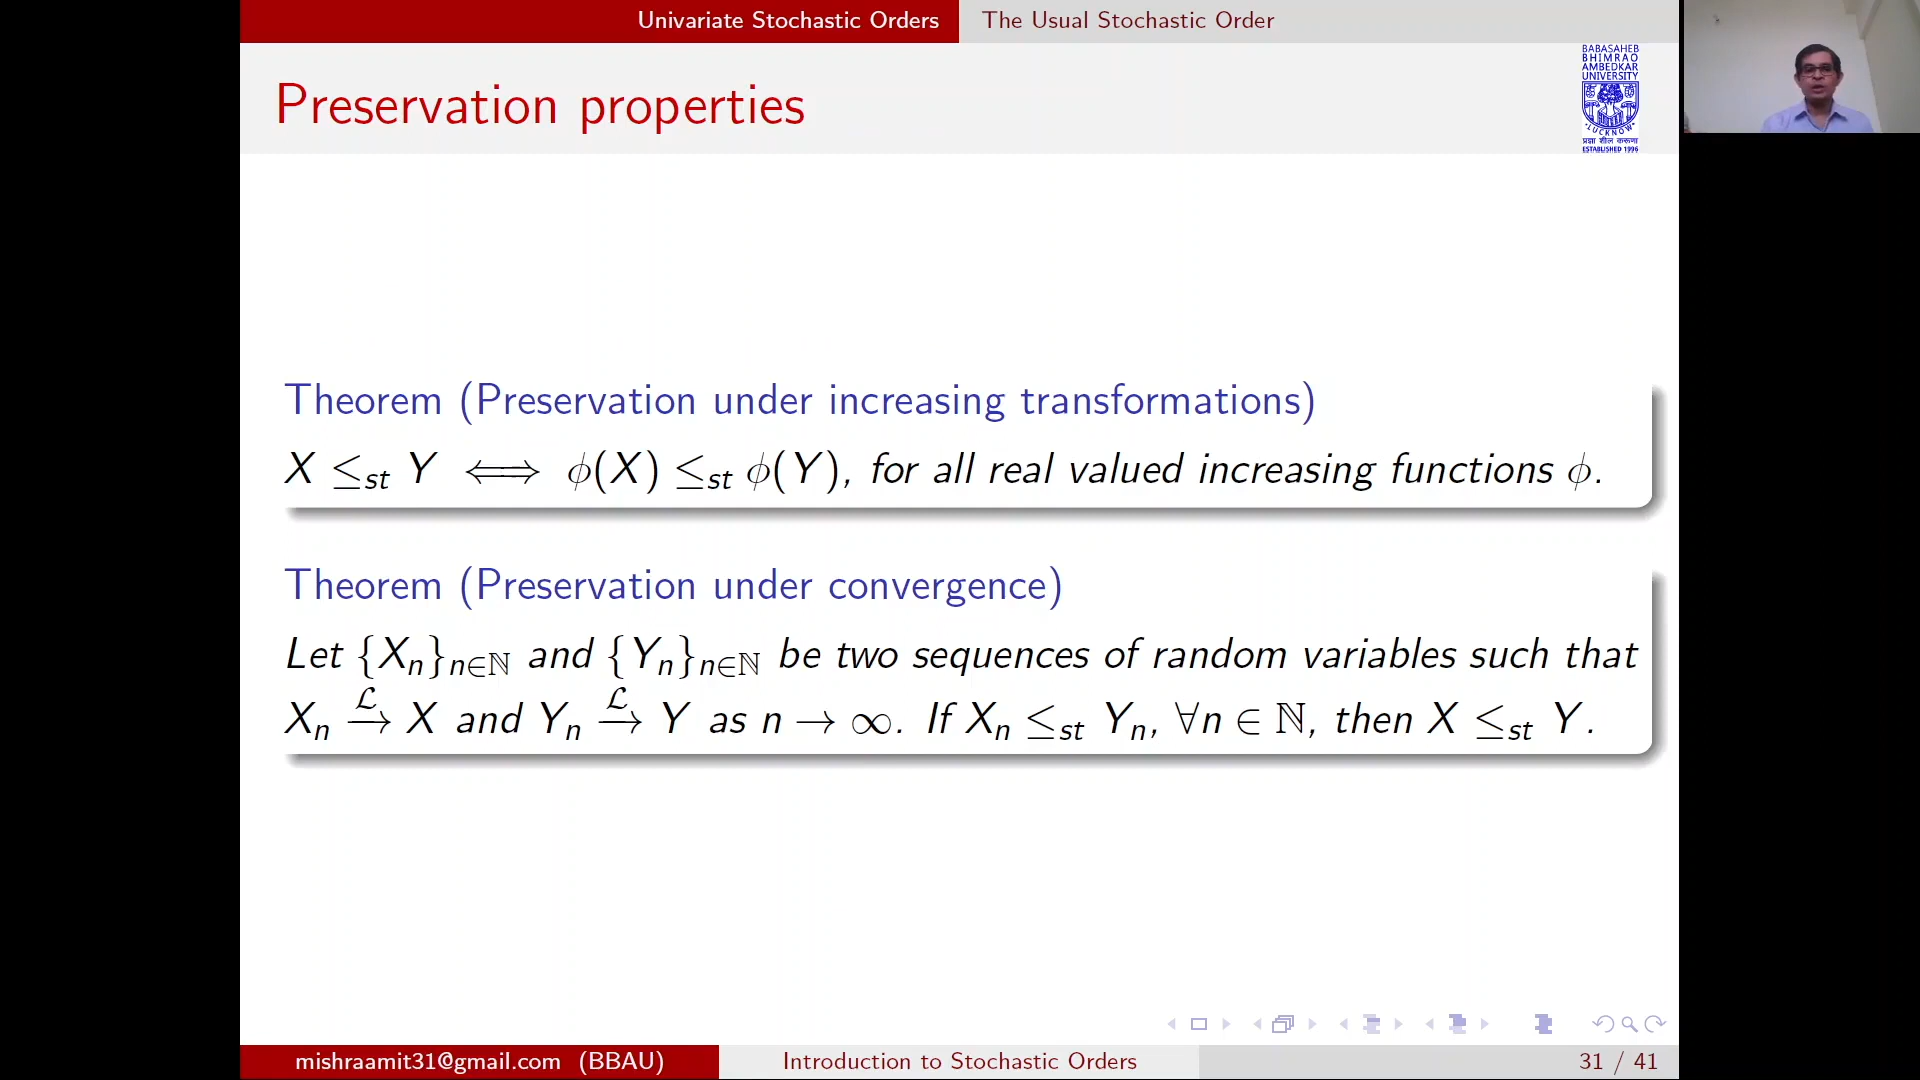 Univariate Stochastic Orders
The Usual Stochastic Order
Preservation properties
BABASAHEB
BHIMRAO
AMBEDKAR
UNIVERSITY
LUCKNOW
प्रज्ञा शील करूणा
ESTABLISHED 1996
Theorem (Preservation under increasing transformations)
X ≤st Y ⟺ ϕ(X) ≤st ϕ(Y), for all real valued increasing functions ϕ.
Theorem (Preservation under convergence)
Let {Xn}n∈ℕ and {Yn}n∈ℕ be two sequences of random variables such that
Xn →ℒ X and Yn →ℒ Y as n → ∞. If Xn ≤st Yn, ∀n ∈ ℕ, then X ≤st Y.
mishraamit31@gmail.com (BBAU)
Introduction to Stochastic Orders
31 / 41